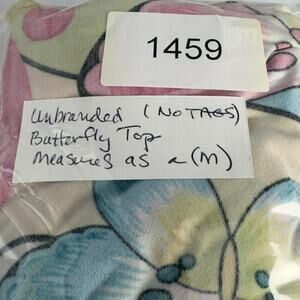 1459
Unbranded (No TAGS)
Butterfly Top
measures as a (m)